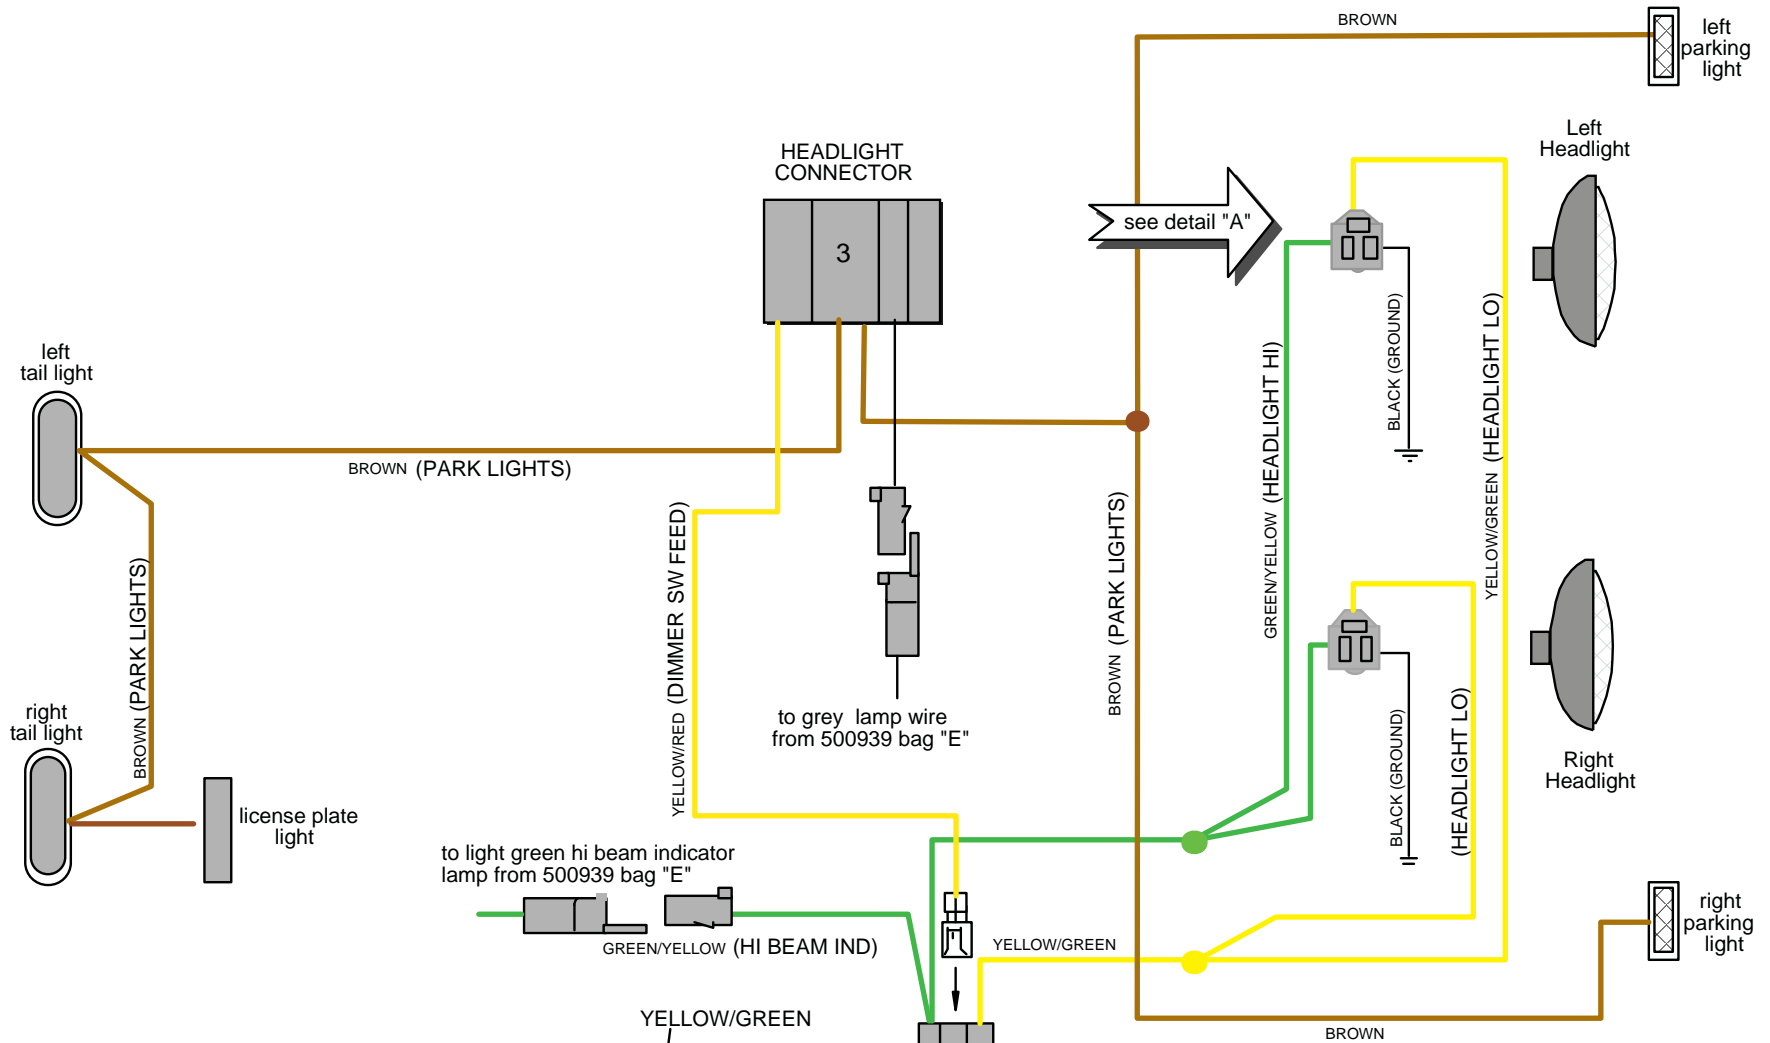 BROWN
left
parking
light
Left
Headlight
HEADLIGHT
CONNECTOR
3
see detail "A"
left
tail light
BROWN (PARK LIGHTS)
BROWN (PARK LIGHTS)
right
tail light
license plate
light
YELLOW/RED (DIMMER SW FEED)
to grey lamp wire
from 500939 bag "E"
BROWN (PARK LIGHTS)
GREEN/YELLOW (HEADLIGHT HI)
BLACK (GROUND)
YELLOW/GREEN (HEADLIGHT LO)
BLACK (GROUND)
(HEADLIGHT LO)
Right
Headlight
to light green hi beam indicator
lamp from 500939 bag "E"
GREEN/YELLOW (HI BEAM IND)
YELLOW/GREEN
right
parking
light
YELLOW/GREEN
BROWN